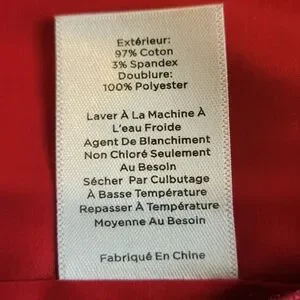 Extérieur:
97% Coton
3% Spandex
Doublure:
100% Polyester
Laver À La Machine À
L'eau Froide
Agent De Blanchiment
Non Chloré Seulement
Au Besoin
Sécher Par Culbutage
À Basse Température
Repasser À Température
Moyenne Au Besoin
Fabriqué En Chine